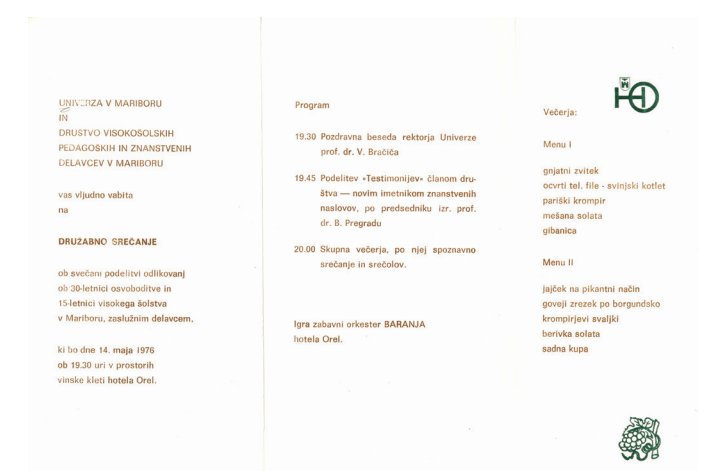 UNIVERZA V MARIBORU
IN
DRUŠTVO VISOKOŠOLSKIH
PEDAGOŠKIH IN ZNANSTVENIH
DELAVCEV V MARIBORU
vas vljudno vabita
na
DRUŽABNO SREČANJE
ob svečani podelitvi odlikovanj
ob 30-letnici osvoboditve in
15-letnici visokega šolstva
v Mariboru, zaslužnim delavcem,
ki bo dne 14. maja 1976
ob 19.30 uri v prostorih
vinske kleti hotela Orel.
Program
19.30 Pozdravna beseda rektorja Univerze
prof. dr. V. Bračiča
19.45 Podelitev »Testimonijev« članom dru-
štva — novim imetnikom znanstvenih
naslovov, po predsedniku izr. prof.
dr. B. Pregradu
20.00 Skupna večerja, po njej spoznavno
srečanje in srečolov.
Igra zabavni orkester BARANJA
hotela Orel.
Večerja:
Menu I
gnjatni zvitek
ocvrti tel. file - svinjski kotlet
pariški krompir
mešana solata
gibanica
Menu II
jajček na pikantni način
goveji zrezek po borgundsko
krompirjevi svaljki
berivka solata
sadna kupa